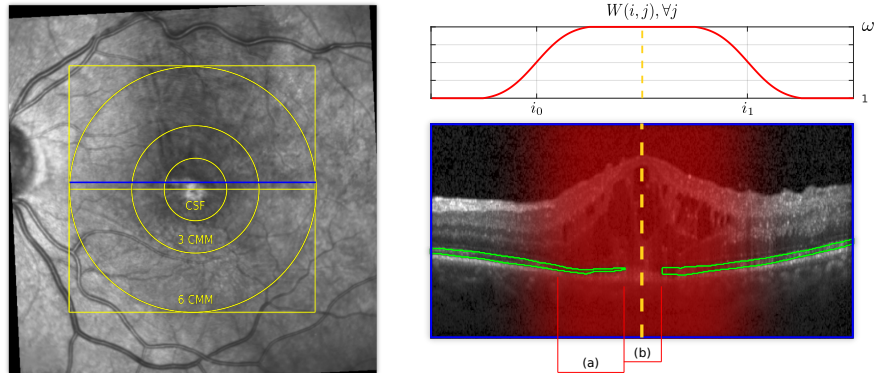 CSF
3 CMM
6 CMM
W(i, j), ∀j
ω
1
i₀
i₁
(a)
(b)